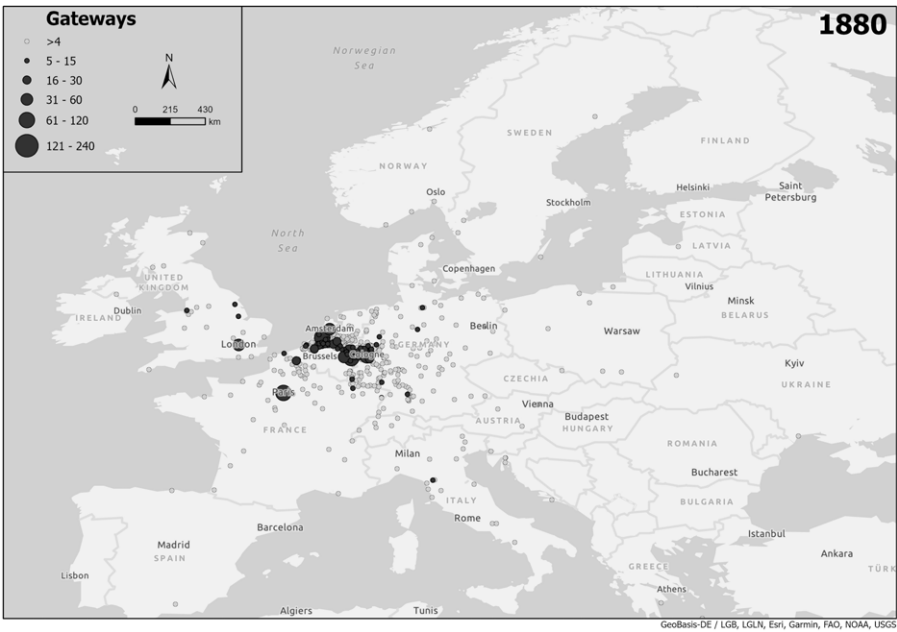 Gateways
>4
5 - 15
16 - 30
31 - 60
61 - 120
121 - 240
N
0 215 430
km
1880
Norwegian
Sea
SWEDEN
FINLAND
NORWAY
Oslo
Helsinki
Saint
Petersburg
Stockholm
ESTONIA
North
Sea
LATVIA
Copenhagen
UNITED
KINGDOM
LITHUANIA
Vilnius
Dublin
IRELAND
Minsk
BELARUS
Amsterdam
Berlin
Warsaw
London
GERMANY
Brussels
Cologne
Kyiv
CZECHIA
UKRAINE
Paris
Vienna
AUSTRIA
Budapest
HUNGARY
FRANCE
ROMANIA
Milan
Bucharest
ITALY
BULGARIA
Rome
Barcelona
Istanbul
Madrid
SPAIN
Ankara
GREECE
TÜRK
Lisbon
Athens
Algiers
Tunis
GeoBasis-DE / LGB, LGLN, Esri, Garmin, FAO, NOAA, USGS